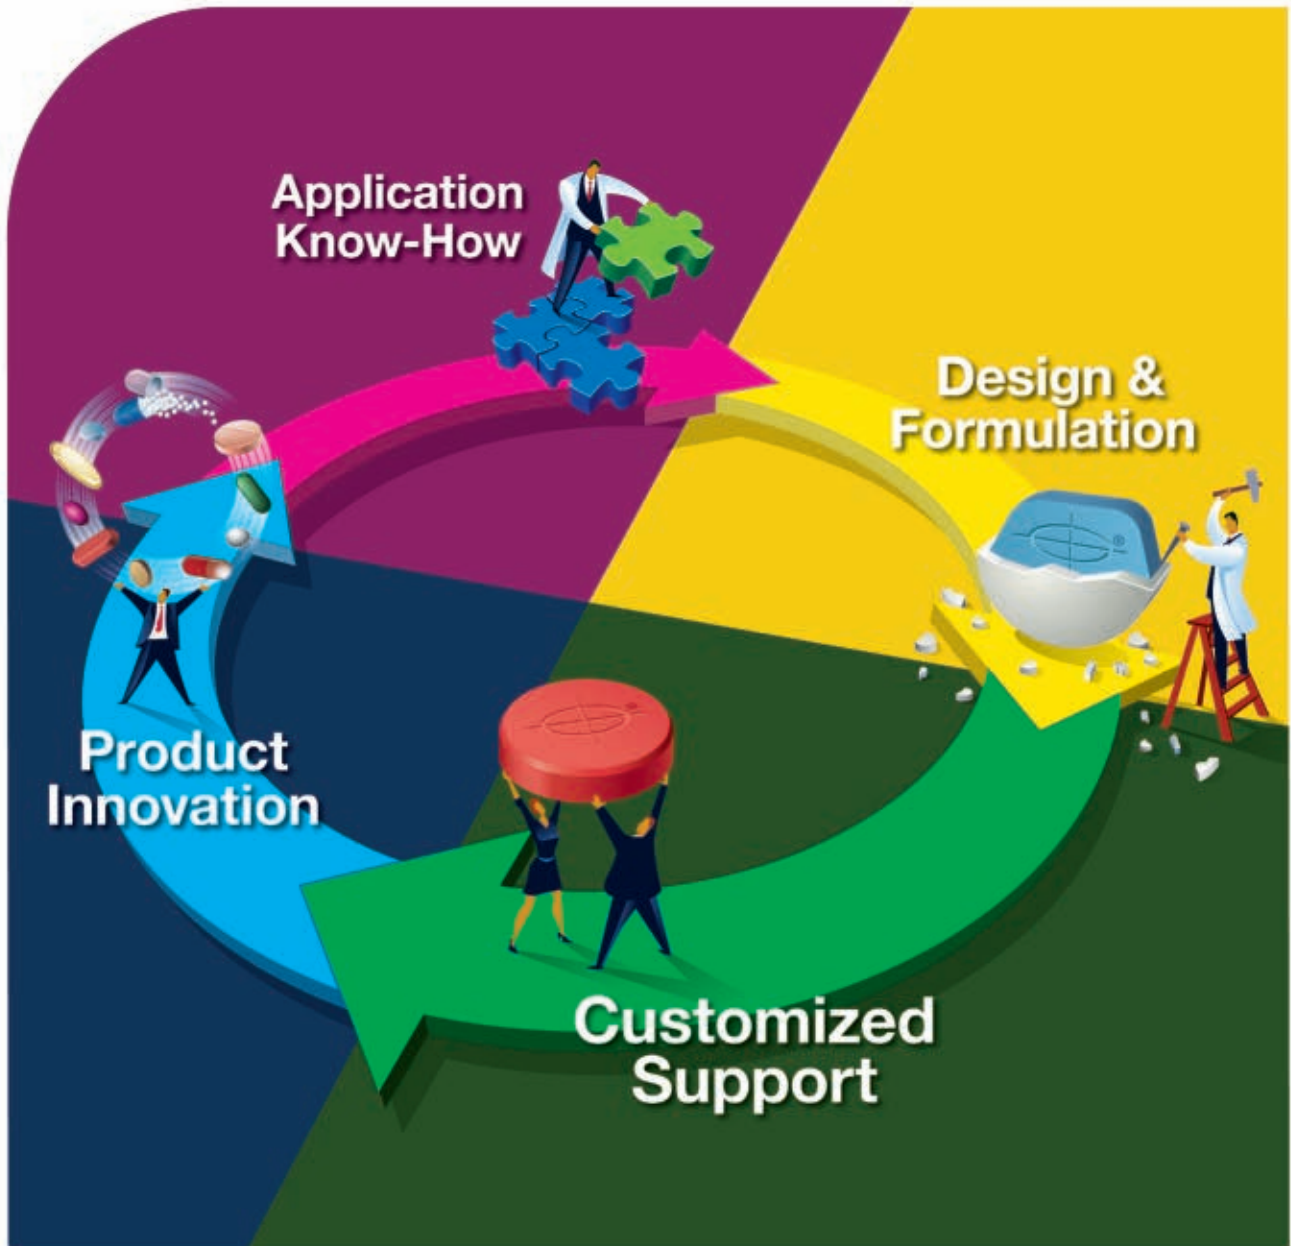 Application
Know-How
Design &
Formulation
®
Product
Innovation
®
Customized
Support